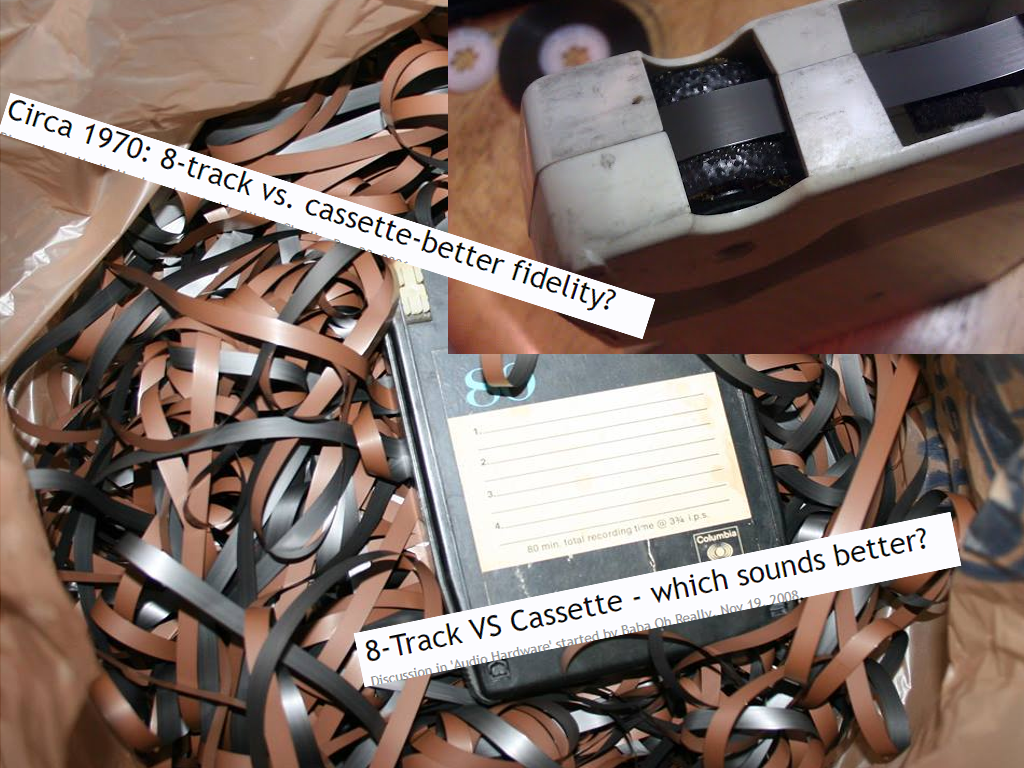 Circa 1970: 8-track vs. cassette-better fidelity?
80
1.
2.
3.
4.
80 min. total recording time @ 3¾ i.p.s.
Columbia
8-Track VS Cassette - which sounds better?
Discussion in 'Audio Hardware' started by Baba Oh Really, Nov 19, 2008.